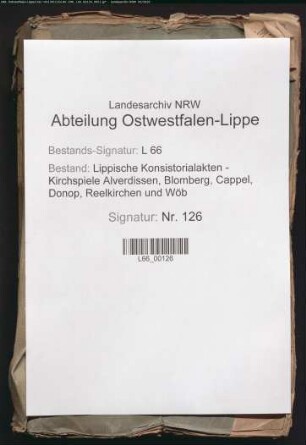 Landesarchiv NRW
Abteilung Ostwestfalen-Lippe
Bestands-Signatur: L 66
Bestand: Lippische Konsistorialakten -
Kirchspiele Alverdissen, Blomberg, Cappel,
Donop, Reelkirchen und Wöb
Signatur: Nr. 126
L66_00126